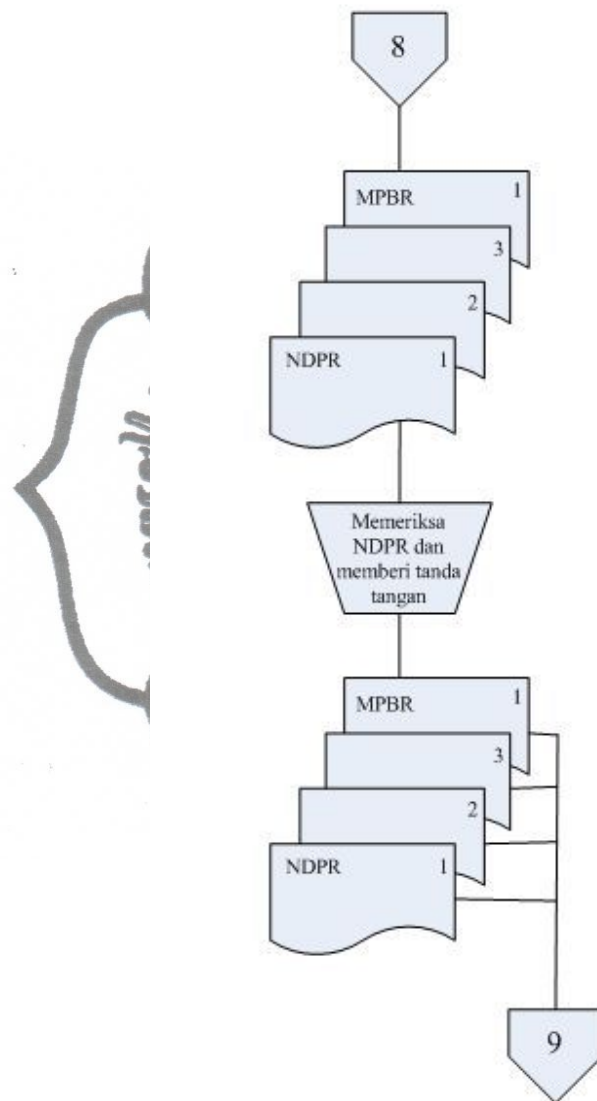 8
MPBR 1
3
2
NDPR 1
Memeriksa
NDPR dan
memberi tanda
tangan
MPBR 1
3
2
NDPR 1
9